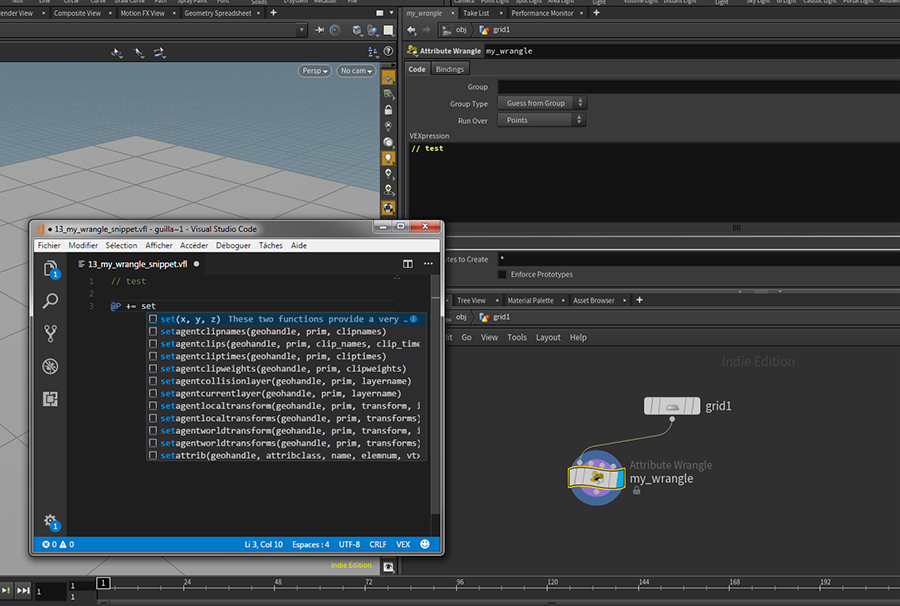 Render View
Composite View
Motion FX View
Geometry Spreadsheet
my_wrangle
Take List
Performance Monitor
obj
grid1
Attribute Wrangle my_wrangle
Code
Bindings
Group
Group Type
Guess from Group
Run Over
Points
VEXpression
// test
Persp
No cam
13_my_wrangle_snippet.vfl - guilla~1 - Visual Studio Code
Fichier Modifier Sélection Afficher Accéder Déboguer Tâches Aide
13_my_wrangle_snippet.vfl
1 // test
2
3 @P += set
set(x, y, z) These two functions provide a very …
setagentclipnames(geohandle, prim, clipnames)
setagentclips(geohandle, prim, clip_names, clip_time
setagentcliptimes(geohandle, prim, cliptimes)
setagentclipweights(geohandle, prim, clipweights)
setagentcollisionlayer(geohandle, prim, layername)
setagentcurrentlayer(geohandle, prim, layername)
setagentlocaltransform(geohandle, prim, transform, i
setagentlocaltransforms(geohandle, prim, transforms)
setagentworldtransform(geohandle, prim, transform, i
setagentworldtransforms(geohandle, prim, transforms)
setattrib(geohandle, attribclass, name, elemnum, vtx
1
1
0 0
Li 3, Col 10 Espaces : 4 UTF-8 CRLF VEX
utes to Create *
Enforce Prototypes
Tree View
Material Palette
Asset Browser
obj
grid1
dit Go View Tools Layout Help
Indie Edition
grid1
Attribute Wrangle
my_wrangle
Indie Edition
1
1
1
1 24 48 72 96 120 144 168 192